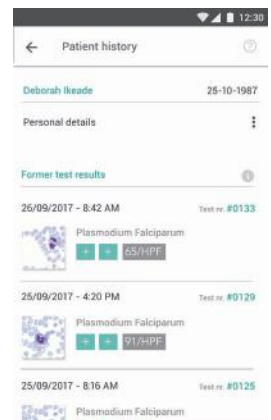 12:30
Patient history
Deborah Ikeade 25-10-1987
Personal details
Former test results
26/09/2017 - 8:42 AM Test nr. #0133
Plasmodium Falciparum
+ + 65/HPF
25/09/2017 - 4:20 PM Test nr. #0129
Plasmodium Falciparum
+ + 91/HPF
25/09/2017 - 8:16 AM Test nr. #0125
Plasmodium Falciparum